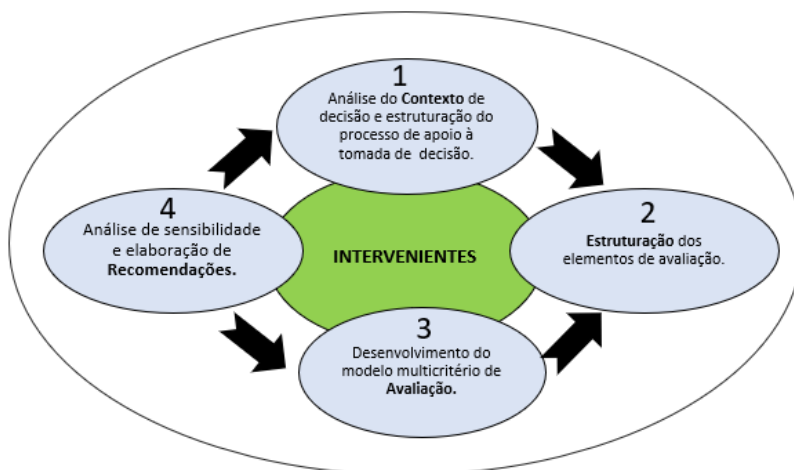 1
Análise do Contexto de
decisão e estruturação do
processo de apoio à
tomada de decisão.
4
Análise de sensibilidade
e elaboração de
Recomendações.
INTERVENIENTES
2
Estruturação dos
elementos de avaliação.
3
Desenvolvimento do
modelo multicritério de
Avaliação.